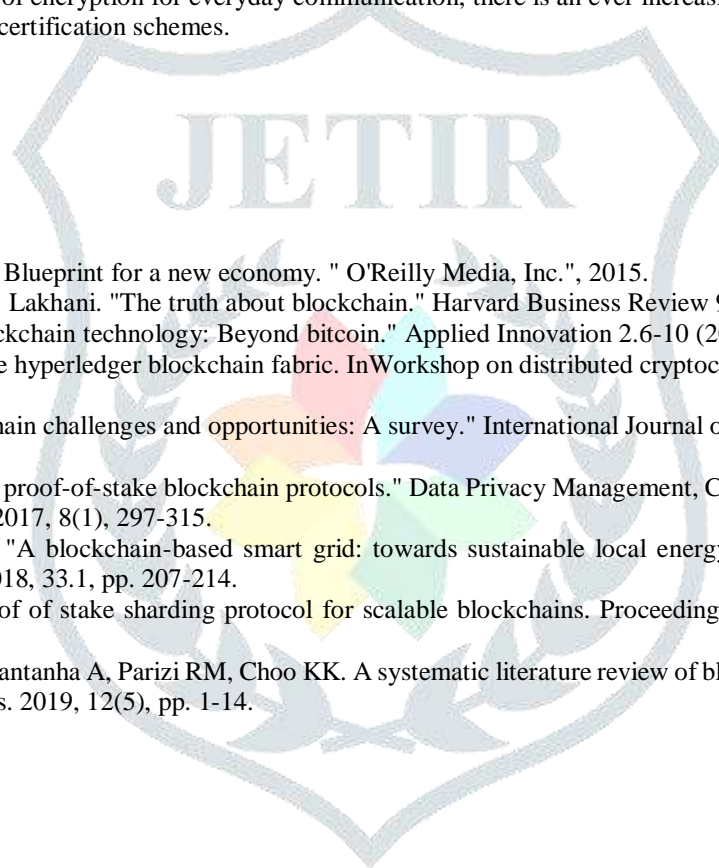 of encryption for everyday communication, there is an ever increasi
certification schemes.
JETIR
Blueprint for a new economy. " O'Reilly Media, Inc.", 2015.
Lakhani. "The truth about blockchain." Harvard Business Review 9
ckchain technology: Beyond bitcoin." Applied Innovation 2.6-10 (20
e hyperledger blockchain fabric. InWorkshop on distributed cryptoc
hain challenges and opportunities: A survey." International Journal o
proof-of-stake blockchain protocols." Data Privacy Management, C
2017, 8(1), 297-315.
"A blockchain-based smart grid: towards sustainable local energy
018, 33.1, pp. 207-214.
of of stake sharding protocol for scalable blockchains. Proceeding
antanha A, Parizi RM, Choo KK. A systematic literature review of bl
s. 2019, 12(5), pp. 1-14.